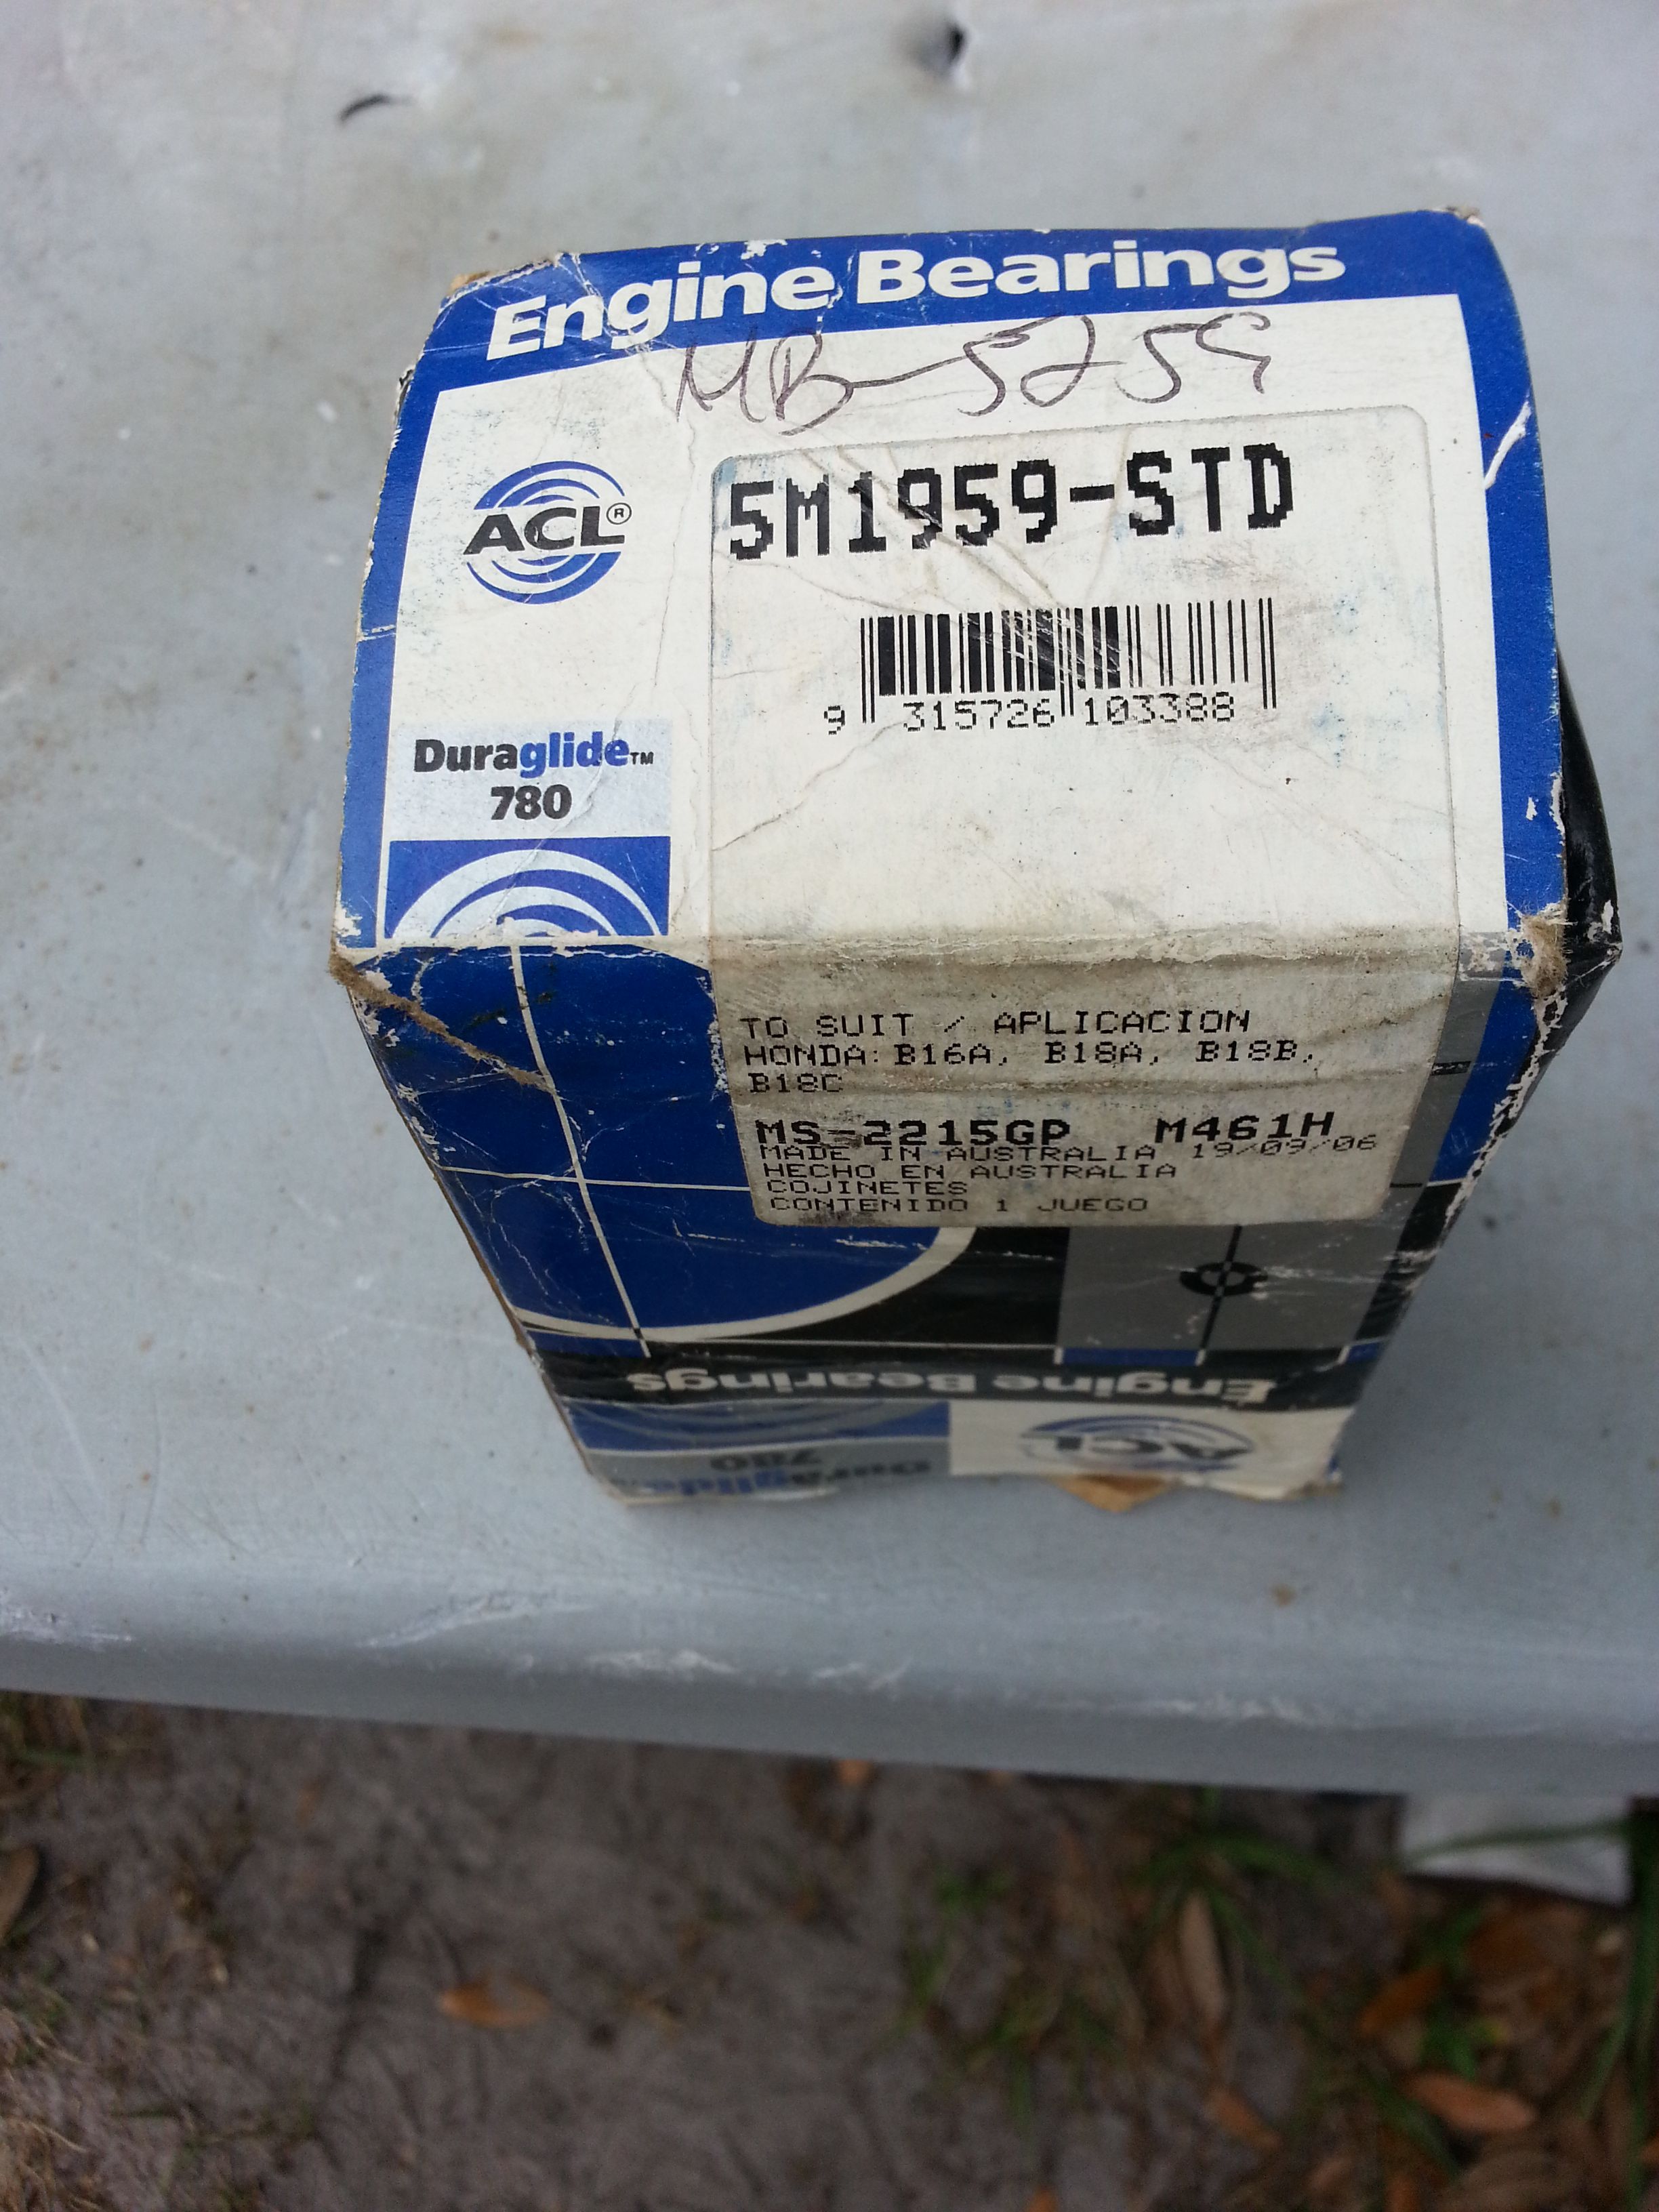 Engine Bearings
MB-5259
ACL®
5M1959-STD
9 315726 103388
Duraglide™
780
TO SUIT / APLICACION
HONDA: B16A, B18A, B18B,
B18C
MS-2215GP M461H
MADE IN AUSTRALIA 19/09/06
HECHO EN AUSTRALIA
COJINETES
CONTENIDO 1 JUEGO
Engine Bearings
ACL
Duraglide
780